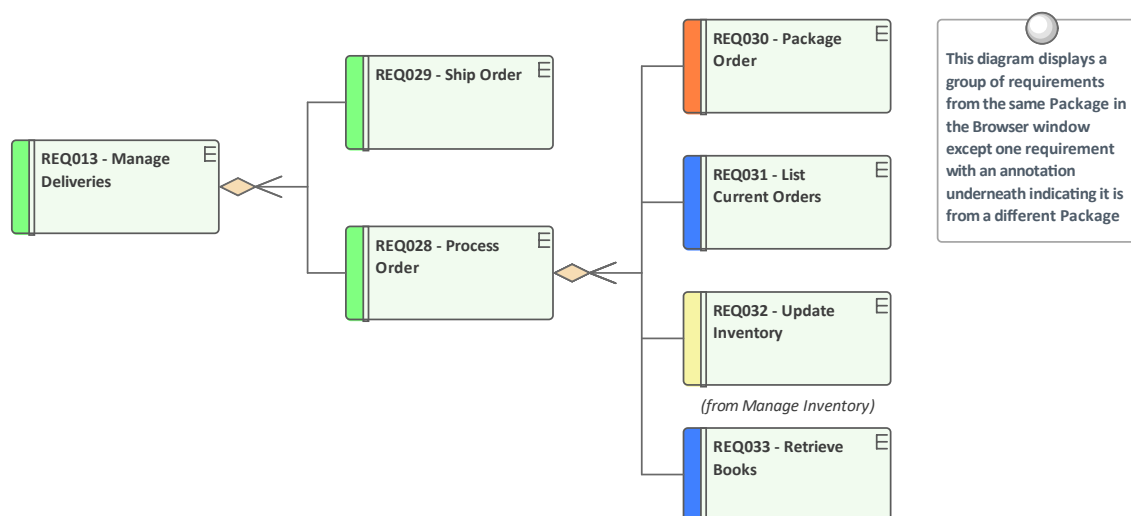 REQ013 - Manage
Deliveries
E
REQ029 - Ship Order
E
REQ028 - Process
Order
E
REQ030 - Package
Order
E
REQ031 - List
Current Orders
E
REQ032 - Update
Inventory
E
(from Manage Inventory)
REQ033 - Retrieve
Books
E
This diagram displays a
group of requirements
from the same Package in
the Browser window
except one requirement
with an annotation
underneath indicating it is
from a different Package